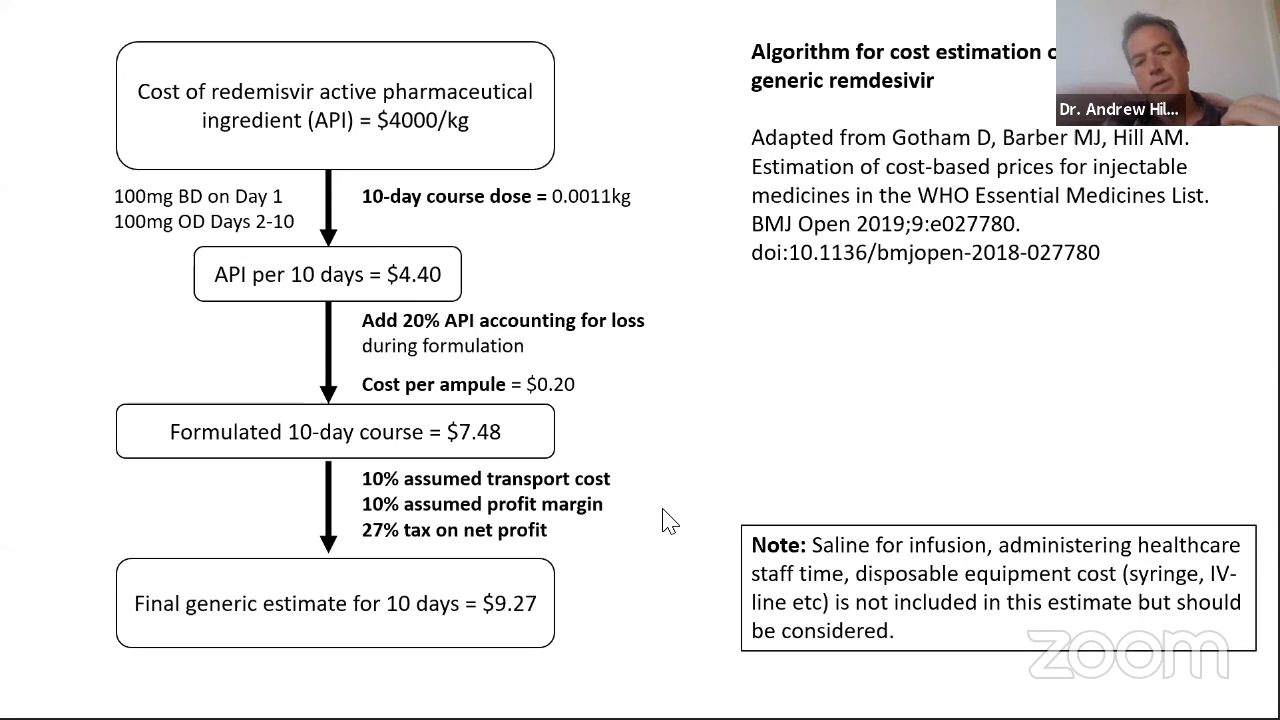 Cost of redemisvir active pharmaceutical
ingredient (API) = $4000/kg
100mg BD on Day 1
100mg OD Days 2-10
10-day course dose = 0.0011kg
API per 10 days = $4.40
Add 20% API accounting for loss
during formulation
Cost per ampule = $0.20
Formulated 10-day course = $7.48
10% assumed transport cost
10% assumed profit margin
27% tax on net profit
Final generic estimate for 10 days = $9.27
Algorithm for cost estimation
generic remdesivir
Adapted from Gotham D, Barber MJ, Hill AM.
Estimation of cost-based prices for injectable
medicines in the WHO Essential Medicines List.
BMJ Open 2019;9:e027780.
doi:10.1136/bmjopen-2018-027780
Dr. Andrew Hil...
Note: Saline for infusion, administering healthcare
staff time, disposable equipment cost (syringe, IV-
line etc) is not included in this estimate but should
be considered.
zoom